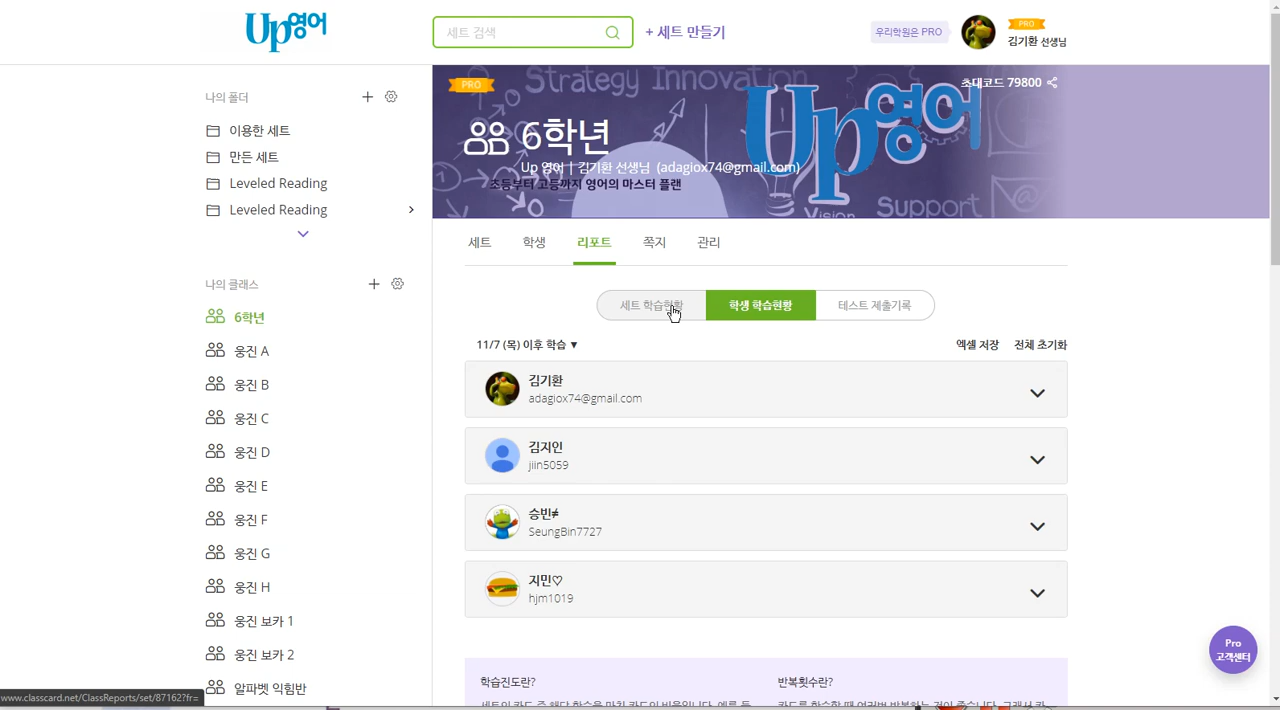 Up영어
세트 검색
+ 세트 만들기
우리학원은 PRO
PRO
김기환 선생님
나의 폴더
이용한 세트
만든 세트
Leveled Reading
Leveled Reading
나의 클래스
6학년
웅진 A
웅진 B
웅진 C
웅진 D
웅진 E
웅진 F
웅진 G
웅진 H
웅진 보카 1
웅진 보카 2
알파벳 익힘반
www.classcard.net/ClassReports/set/87162?fr=
PRO
Strategy Innovation
초대코드 79800
6학년
Up영어
Up 영어 | 김기환 선생님 (adagiox74@gmail.com)
초등부터 고등까지 영어의 마스터 플랜
Vision
Support
세트 학생 리포트 쪽지 관리
세트 학습현황 학생 학습현황 테스트 제출기록
11/7 (목) 이후 학습 ▼
엑셀 저장 전체 초기화
김기환
adagiox74@gmail.com
김지인
jiin5059
승빈≠
SeungBin7727
지민♡
hjm1019
Pro
고객센터
학습진도란? 반복횟수란?